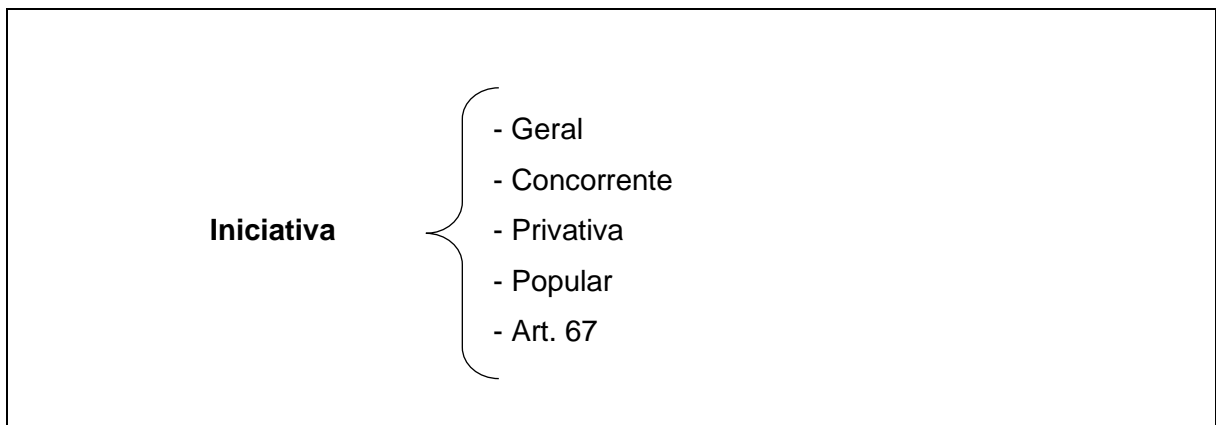 - Geral
- Concorrente
Iniciativa - Privativa
- Popular
- Art. 67